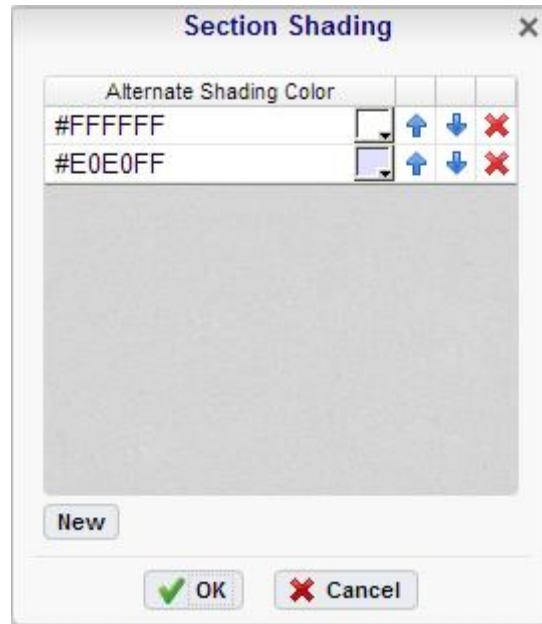 Section Shading
Alternate Shading Color
#FFFFFF
#E0E0FF
New
OK
Cancel